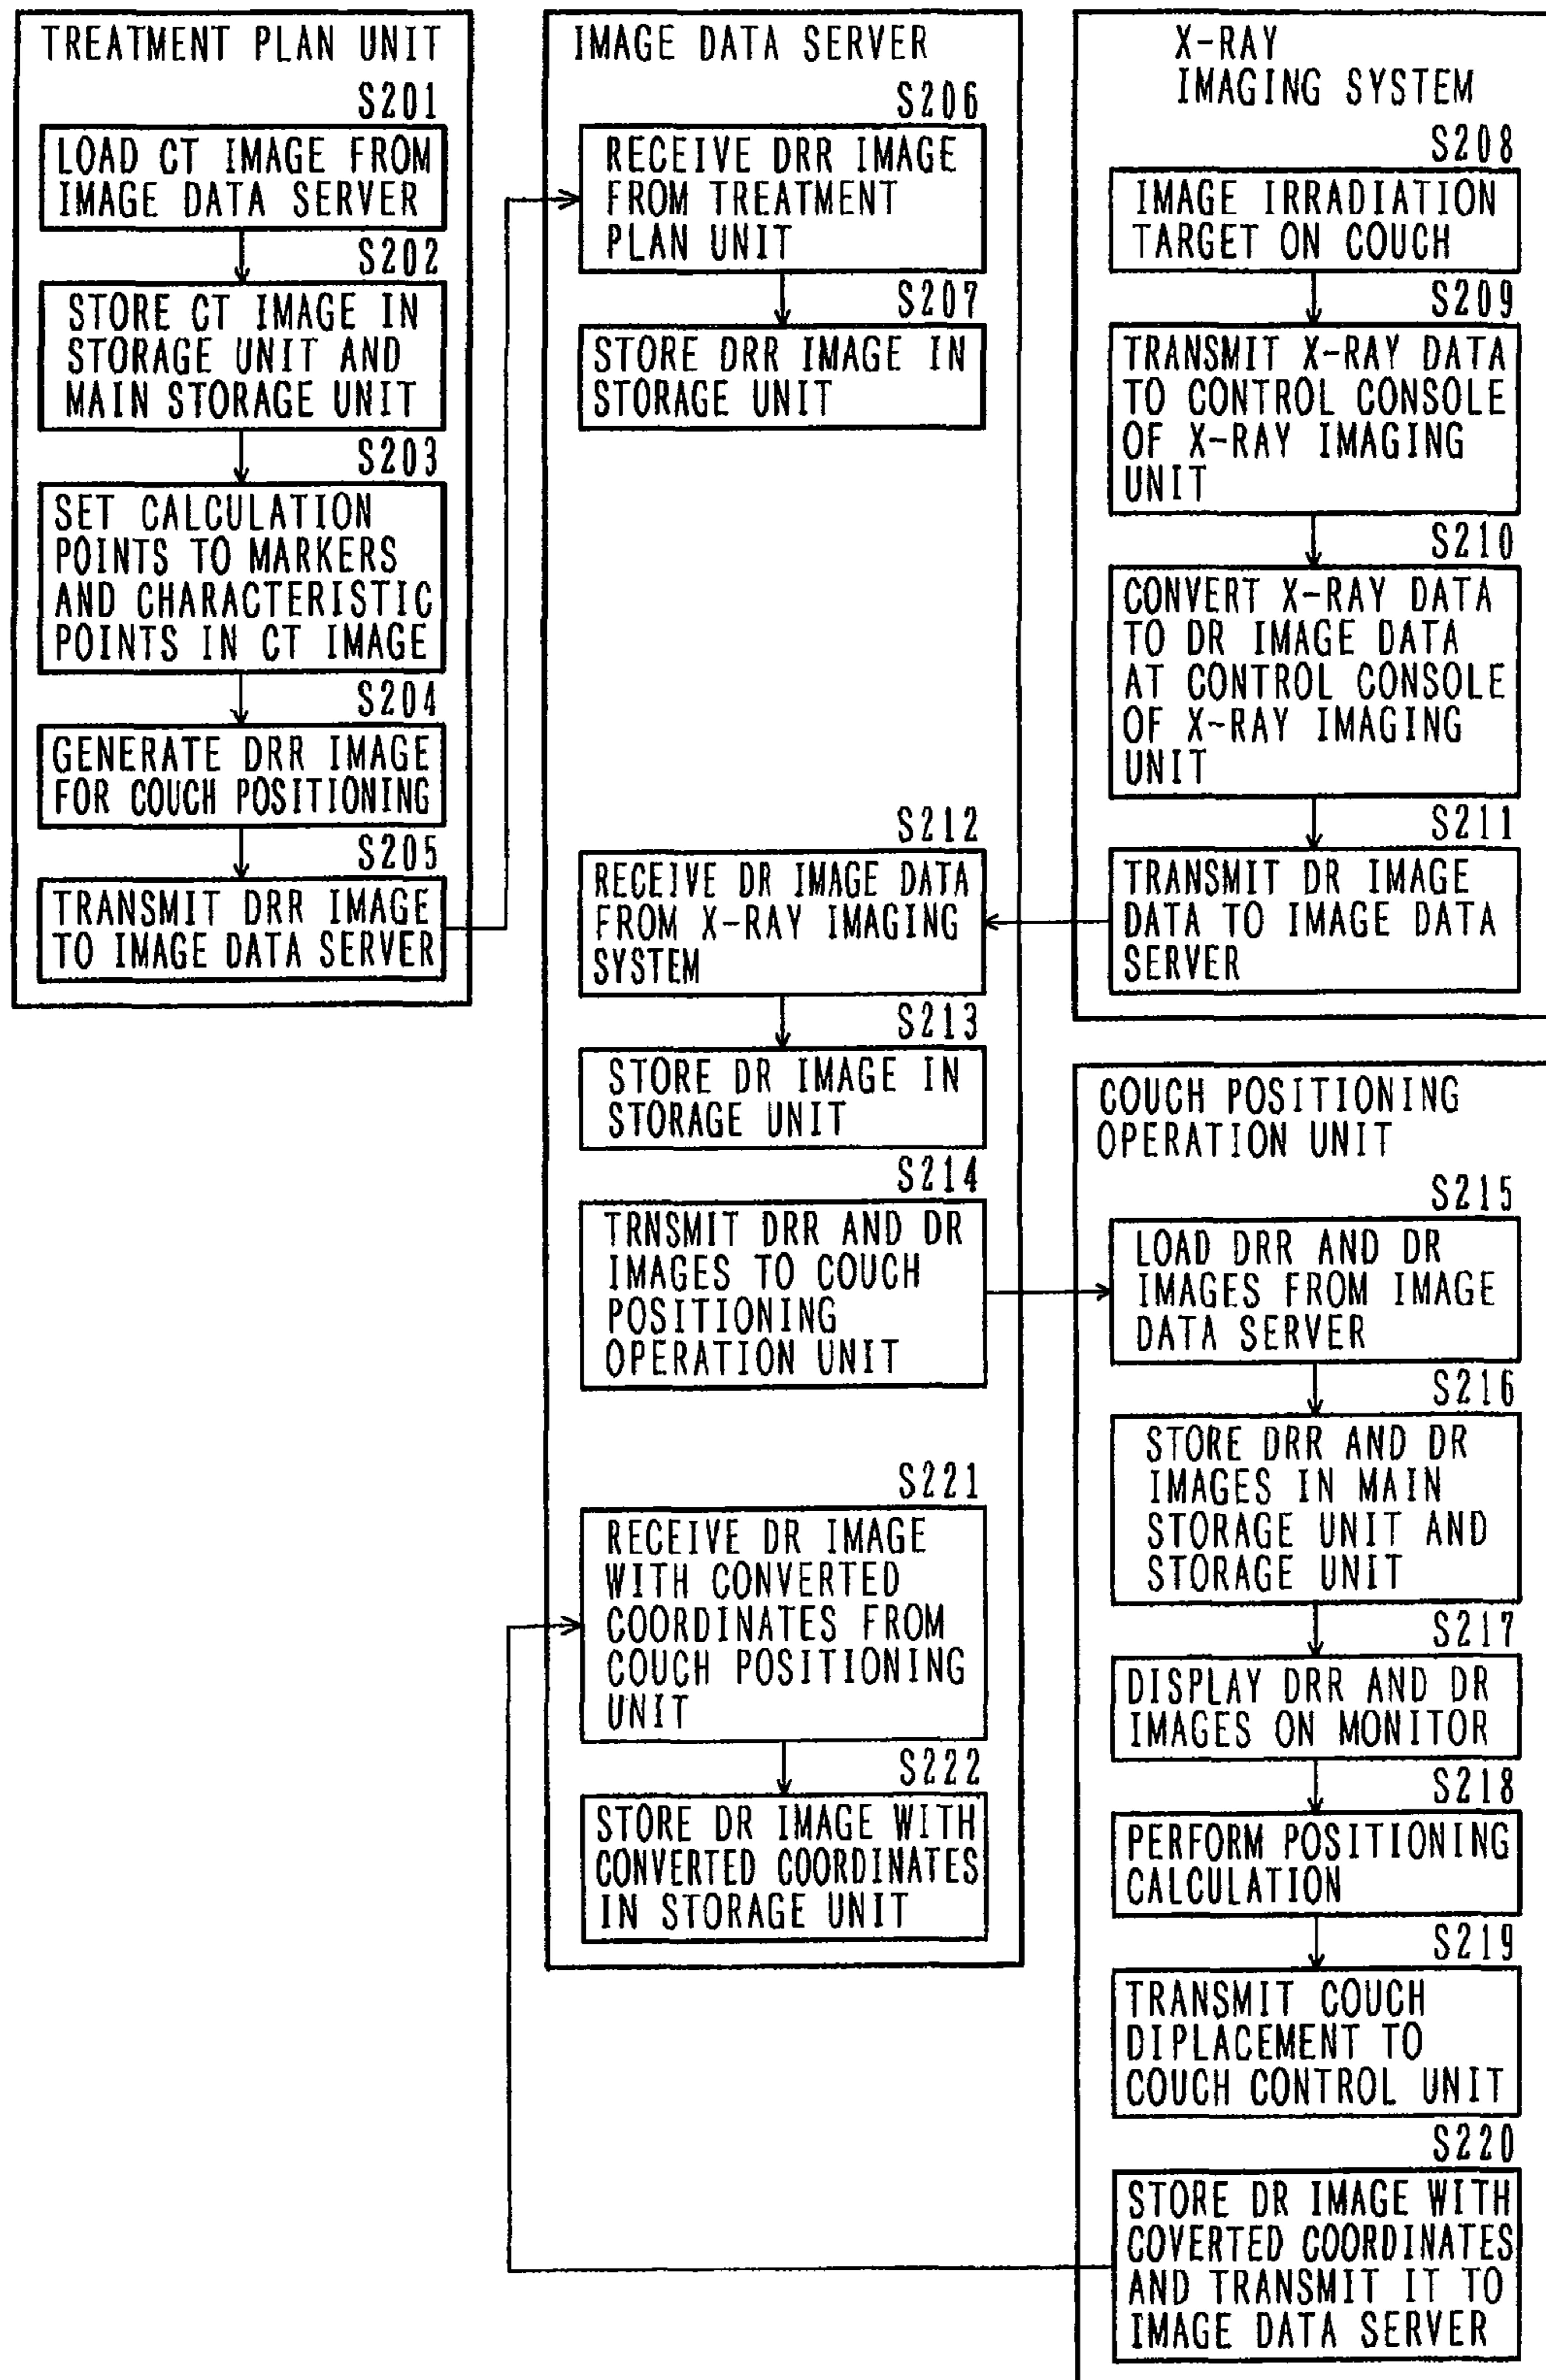 TREATMENT PLAN UNIT
S201
LOAD CT IMAGE FROM
IMAGE DATA SERVER
S202
STORE CT IMAGE IN
STORAGE UNIT AND
MAIN STORAGE UNIT
S203
SET CALCULATION
POINTS TO MARKERS
AND CHARACTERISTIC
POINTS IN CT IMAGE
S204
GENERATE DRR IMAGE
FOR COUCH POSITIONING
S205
TRANSMIT DRR IMAGE
TO IMAGE DATA SERVER
IMAGE DATA SERVER
S206
RECEIVE DRR IMAGE
FROM TREATMENT
PLAN UNIT
S207
STORE DRR IMAGE IN
STORAGE UNIT
S212
RECEIVE DR IMAGE DATA
FROM X-RAY IMAGING
SYSTEM
S213
STORE DR IMAGE IN
STORAGE UNIT
S214
TRNSMIT DRR AND DR
IMAGES TO COUCH
POSITIONING
OPERATION UNIT
S221
RECEIVE DR IMAGE
WITH CONVERTED
COORDINATES FROM
COUCH POSITIONING
UNIT
S222
STORE DR IMAGE WITH
CONVERTED COORDINATES
IN STORAGE UNIT
X-RAY
IMAGING SYSTEM
S208
IMAGE IRRADIATION
TARGET ON COUCH
S209
TRANSMIT X-RAY DATA
TO CONTROL CONSOLE
OF X-RAY IMAGING
UNIT
S210
CONVERT X-RAY DATA
TO DR IMAGE DATA
AT CONTROL CONSOLE
OF X-RAY IMAGING
UNIT
S211
TRANSMIT DR IMAGE
DATA TO IMAGE DATA
SERVER
COUCH POSITIONING
OPERATION UNIT
S215
LOAD DRR AND DR
IMAGES FROM IMAGE
DATA SERVER
S216
STORE DRR AND DR
IMAGES IN MAIN
STORAGE UNIT AND
STORAGE UNIT
S217
DISPLAY DRR AND DR
IMAGES ON MONITOR
S218
PERFORM POSITIONING
CALCULATION
S219
TRANSMIT COUCH
DIPLACEMENT TO
COUCH CONTROL UNIT
S220
STORE DR IMAGE WITH
COVERTED COORDINATES
AND TRANSMIT IT TO
IMAGE DATA SERVER